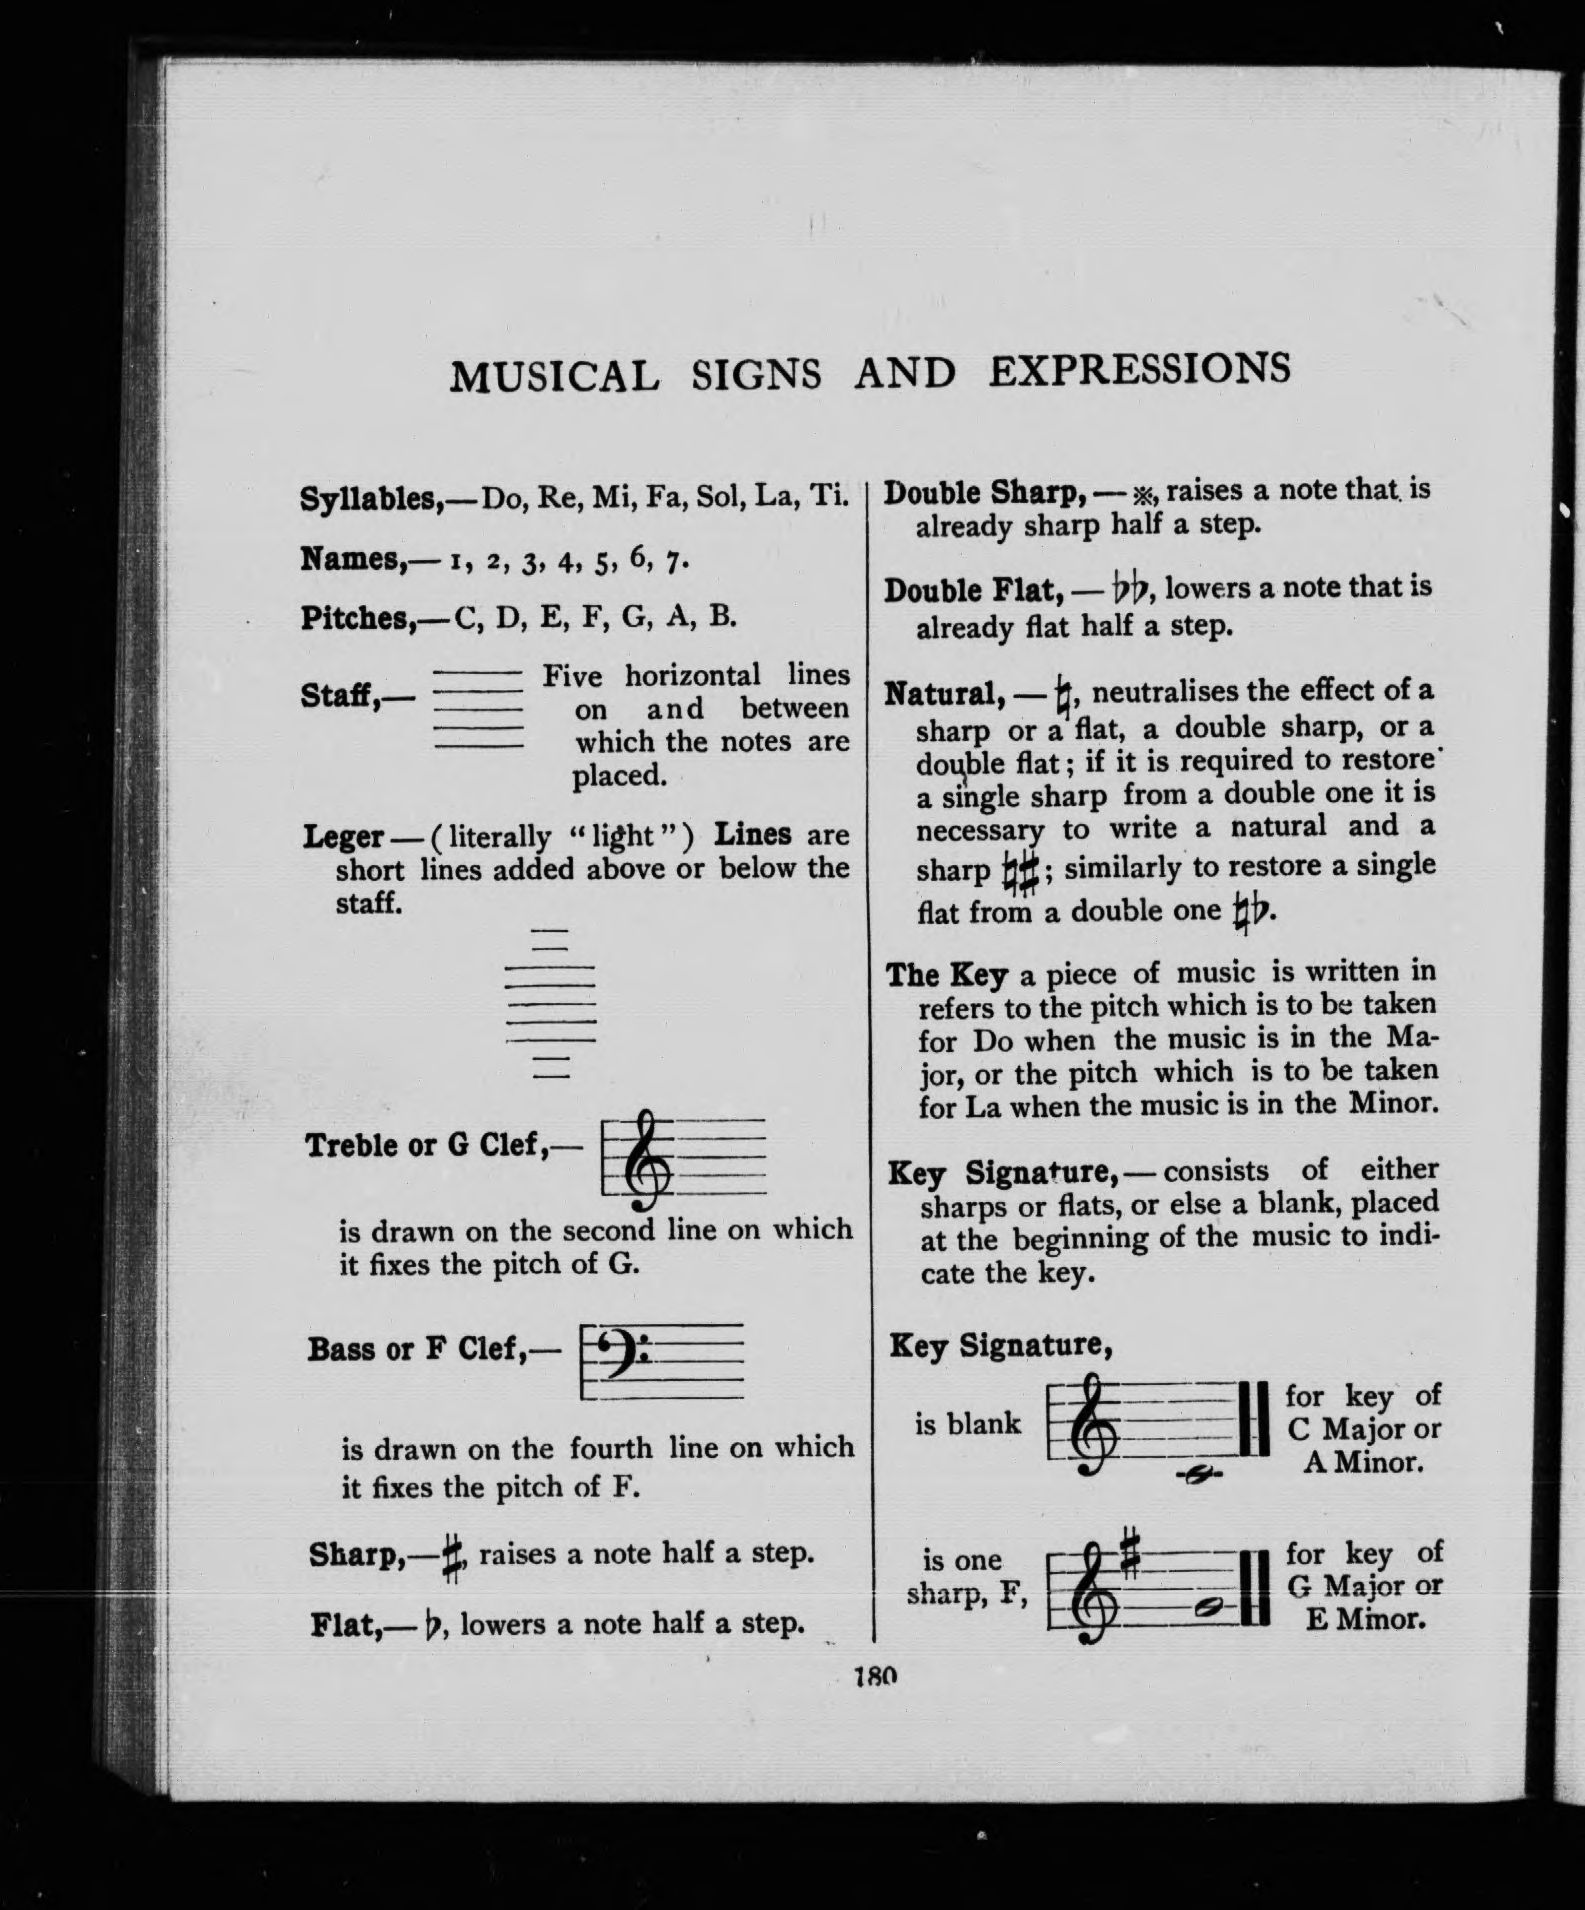 MUSICAL SIGNS AND EXPRESSIONS
Syllables,—Do, Re, Mi, Fa, Sol, La, Ti.
Names,— 1, 2, 3, 4, 5, 6, 7.
Pitches,—C, D, E, F, G, A, B.
Staff,— Five horizontal lines
on and between
which the notes are
placed.
Leger—(literally “light”) Lines are
short lines added above or below the
staff.
Treble or G Clef,—
is drawn on the second line on which
it fixes the pitch of G.
Bass or F Clef,—
is drawn on the fourth line on which
it fixes the pitch of F.
Sharp,—♯, raises a note half a step.
Flat,—♭, lowers a note half a step.
Double Sharp,—※, raises a note that is
already sharp half a step.
Double Flat,—♭♭, lowers a note that is
already flat half a step.
Natural,—♮, neutralises the effect of a
sharp or a flat, a double sharp, or a
double flat; if it is required to restore
a single sharp from a double one it is
necessary to write a natural and a
sharp ♮♯; similarly to restore a single
flat from a double one ♮♭.
The Key a piece of music is written in
refers to the pitch which is to be taken
for Do when the music is in the Ma-
jor, or the pitch which is to be taken
for La when the music is in the Minor.
Key Signature,—consists of either
sharps or flats, or else a blank, placed
at the beginning of the music to indi-
cate the key.
Key Signature,
is blank
for key of
C Major or
A Minor.
is one
sharp, F,
for key of
G Major or
E Minor.
180